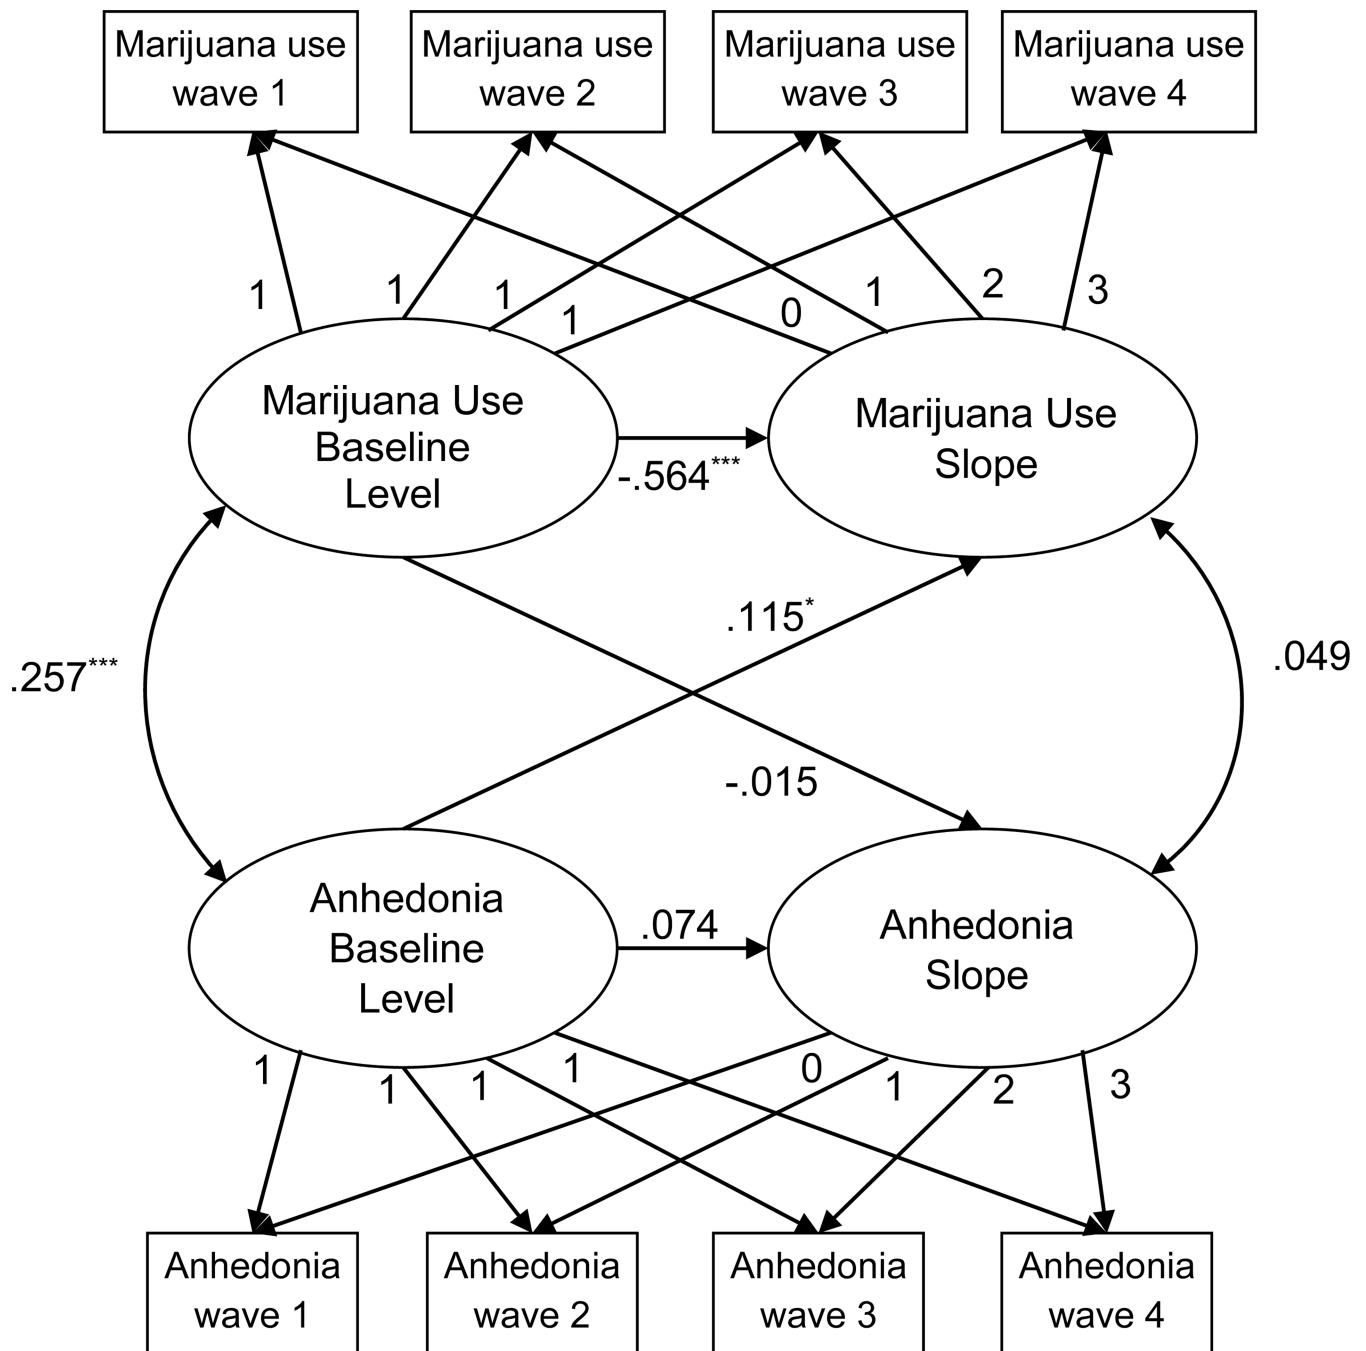 Marijuana use
wave 1
Marijuana use
wave 2
Marijuana use
wave 3
Marijuana use
wave 4
1
1
1
1
0
1
2
3
Marijuana Use
Baseline
Level
-.564***
Marijuana Use
Slope
.257***
.115*
.049
-.015
Anhedonia
Baseline
Level
.074
Anhedonia
Slope
1
1
1
1
0
1
2
3
Anhedonia
wave 1
Anhedonia
wave 2
Anhedonia
wave 3
Anhedonia
wave 4